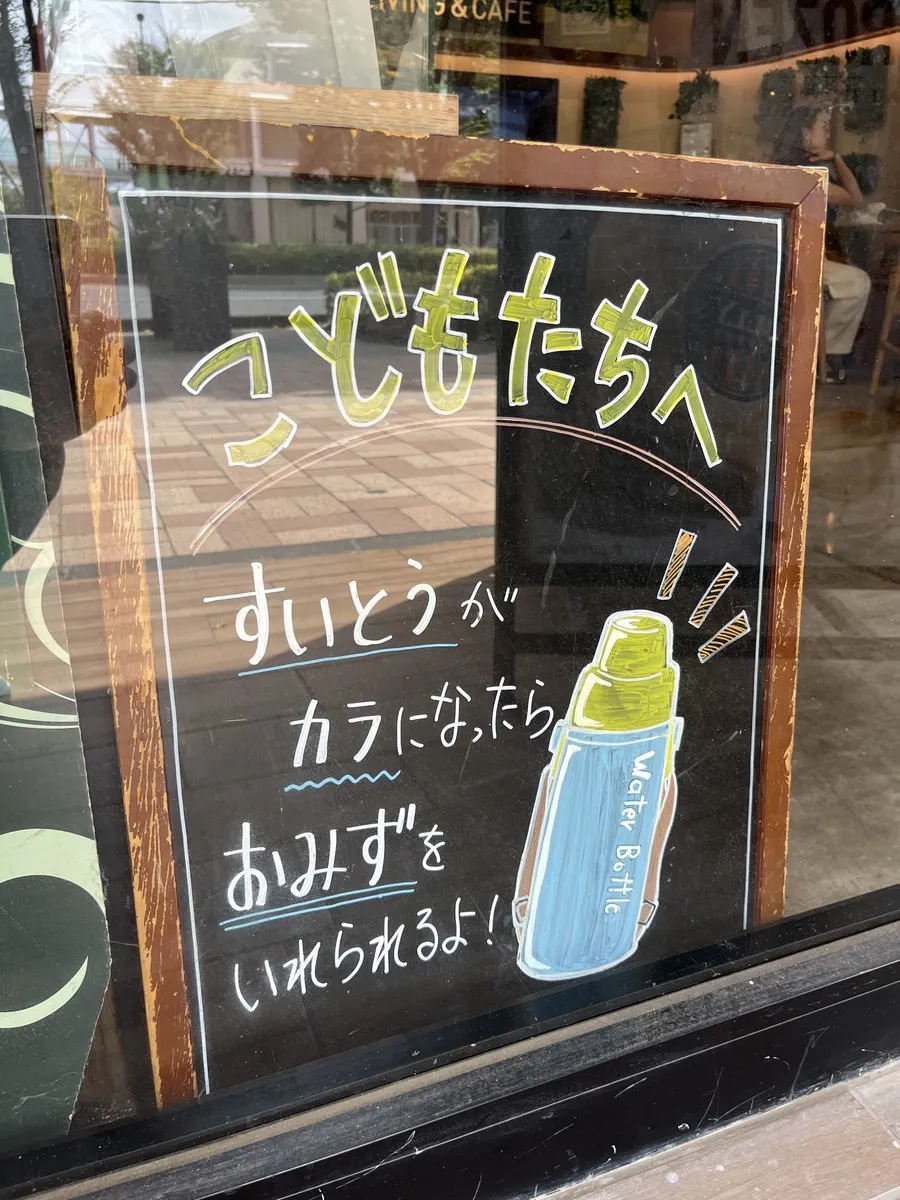 &CAFE
こどもたちへ
すいとうが
カラになったら
おみずを
いれられるよ!
Water Bottle